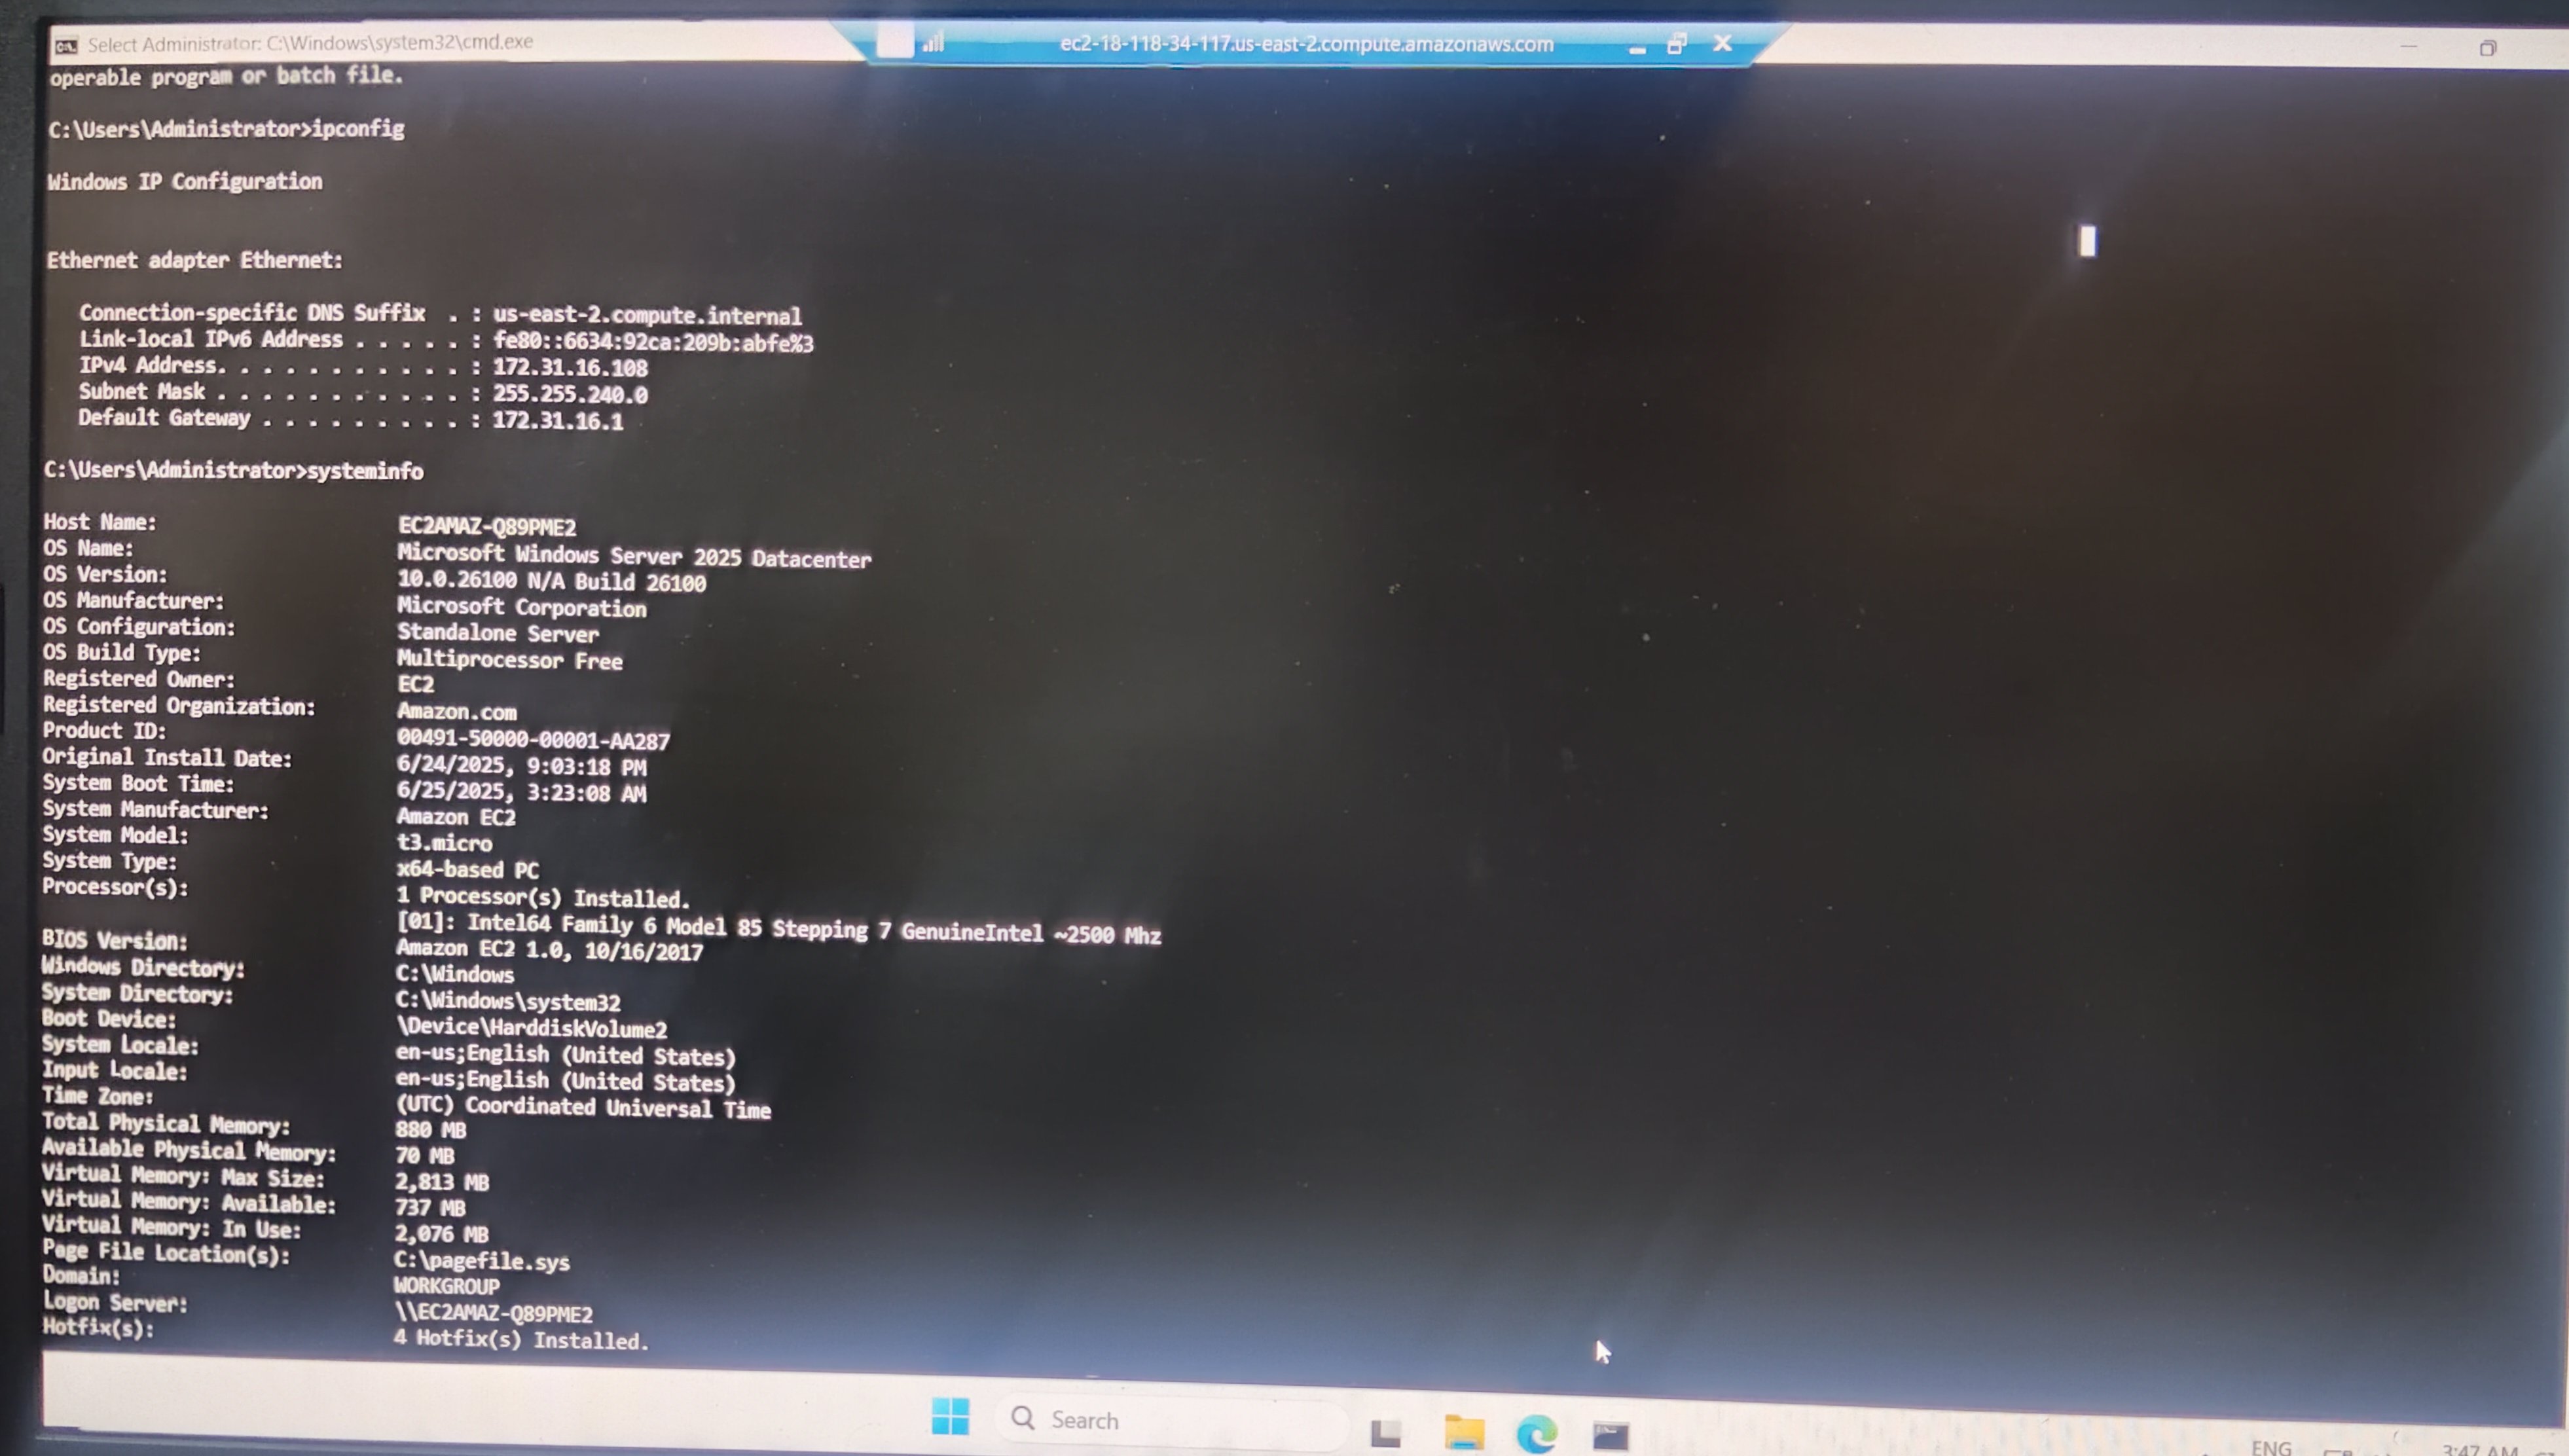 Select Administrator: C:\Windows\system32\cmd.exe
ec2-18-118-34-117.us-east-2.compute.amazonaws.com
operable program or batch file.
C:\Users\Administrator>ipconfig
Windows IP Configuration
Ethernet adapter Ethernet:
Connection-specific DNS Suffix . : us-east-2.compute.internal
Link-local IPv6 Address . . . . . : fe80::6634:92ca:209b:abfe%3
IPv4 Address. . . . . . . . . . . : 172.31.16.108
Subnet Mask . . . . . . . . . . . : 255.255.240.0
Default Gateway . . . . . . . . . : 172.31.16.1
C:\Users\Administrator>systeminfo
Host Name: EC2AMAZ-Q89PME2
OS Name: Microsoft Windows Server 2025 Datacenter
OS Version: 10.0.26100 N/A Build 26100
OS Manufacturer: Microsoft Corporation
OS Configuration: Standalone Server
OS Build Type: Multiprocessor Free
Registered Owner: EC2
Registered Organization: Amazon.com
Product ID: 00491-50000-00001-AA287
Original Install Date: 6/24/2025, 9:03:18 PM
System Boot Time: 6/25/2025, 3:23:08 AM
System Manufacturer: Amazon EC2
System Model: t3.micro
System Type: x64-based PC
Processor(s): 1 Processor(s) Installed.
[01]: Intel64 Family 6 Model 85 Stepping 7 GenuineIntel ~2500 Mhz
BIOS Version: Amazon EC2 1.0, 10/16/2017
Windows Directory: C:\Windows
System Directory: C:\Windows\system32
Boot Device: \Device\HarddiskVolume2
System Locale: en-us;English (United States)
Input Locale: en-us;English (United States)
Time Zone: (UTC) Coordinated Universal Time
Total Physical Memory: 880 MB
Available Physical Memory: 70 MB
Virtual Memory: Max Size: 2,813 MB
Virtual Memory: Available: 737 MB
Virtual Memory: In Use: 2,076 MB
Page File Location(s): C:\pagefile.sys
Domain: WORKGROUP
Logon Server: \\EC2AMAZ-Q89PME2
Hotfix(s): 4 Hotfix(s) Installed.
Search
ENG
3:47 AM